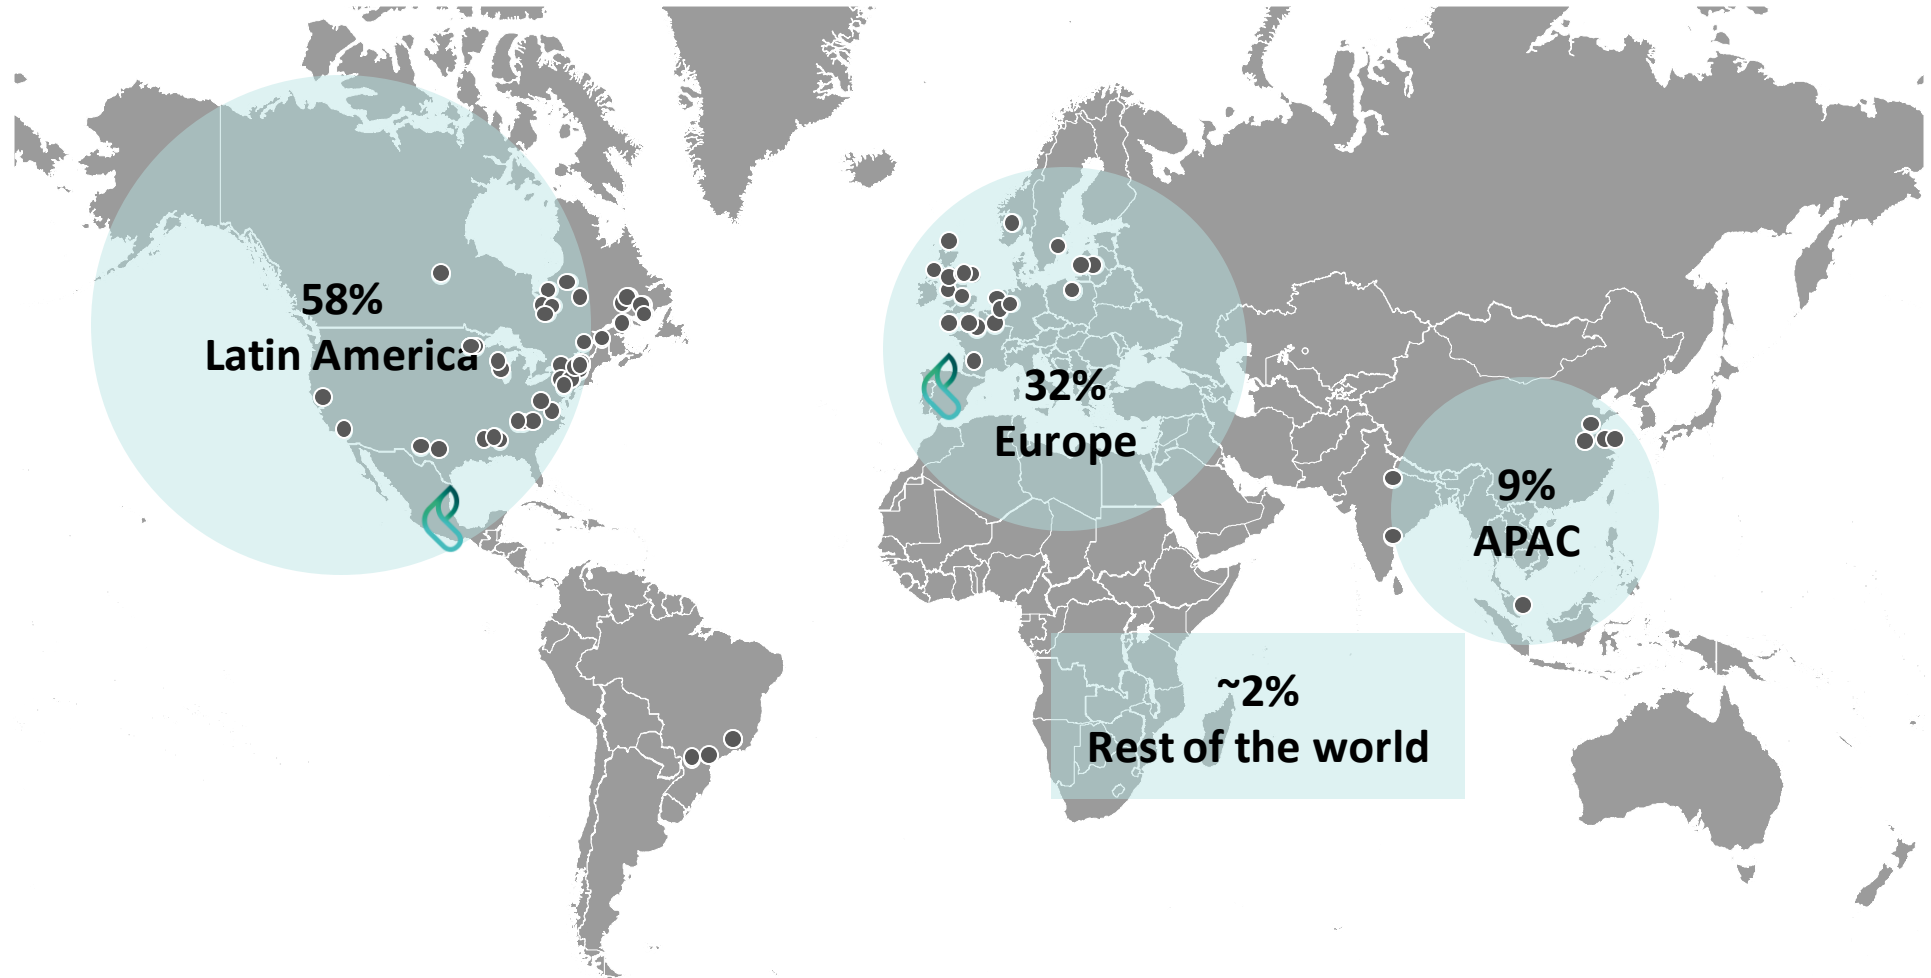 58%
Latin America
32%
Europe
9%
APAC
~2%
Rest of the world